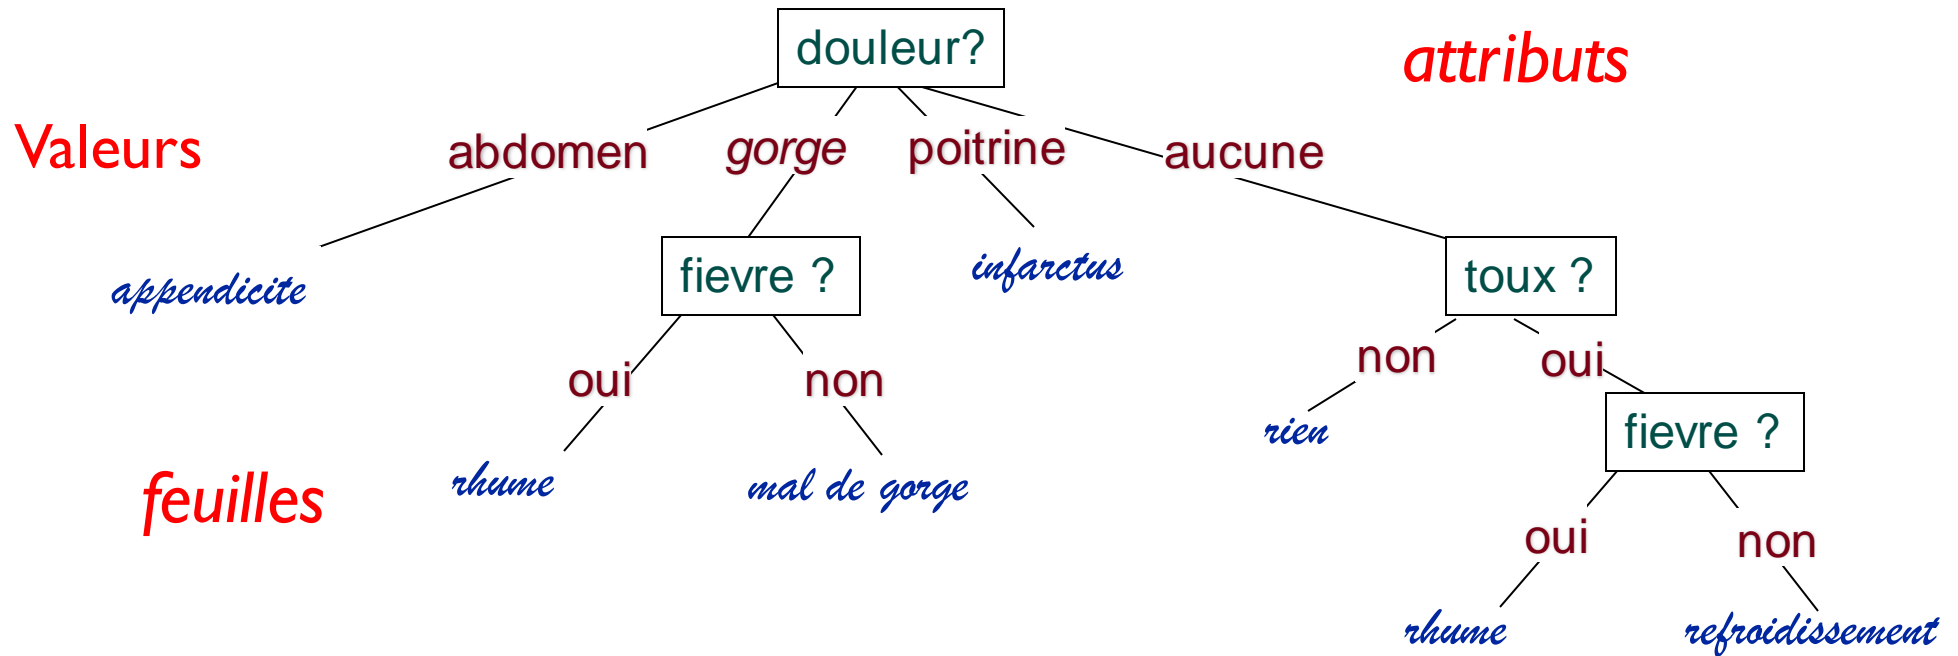 douleur?
attributs
Valeurs
abdomen
gorge
poitrine
aucune
appendicite
fievre ?
infarctus
toux ?
oui
non
non
oui
rhume
mal de gorge
rien
fievre ?
feuilles
oui
non
rhume
refroidissement